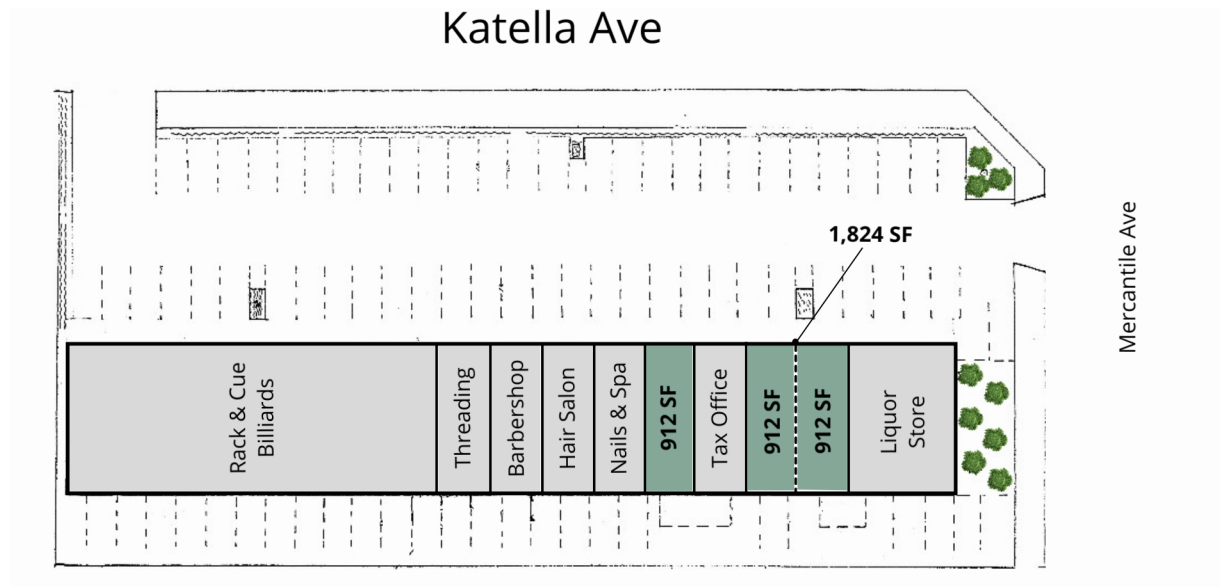 Katella Ave
1,824 SF
Mercantile Ave
Rack & Cue
Billiards
Threading
Barbershop
Hair Salon
Nails & Spa
912 SF
Tax Office
912 SF
912 SF
Liquor
Store